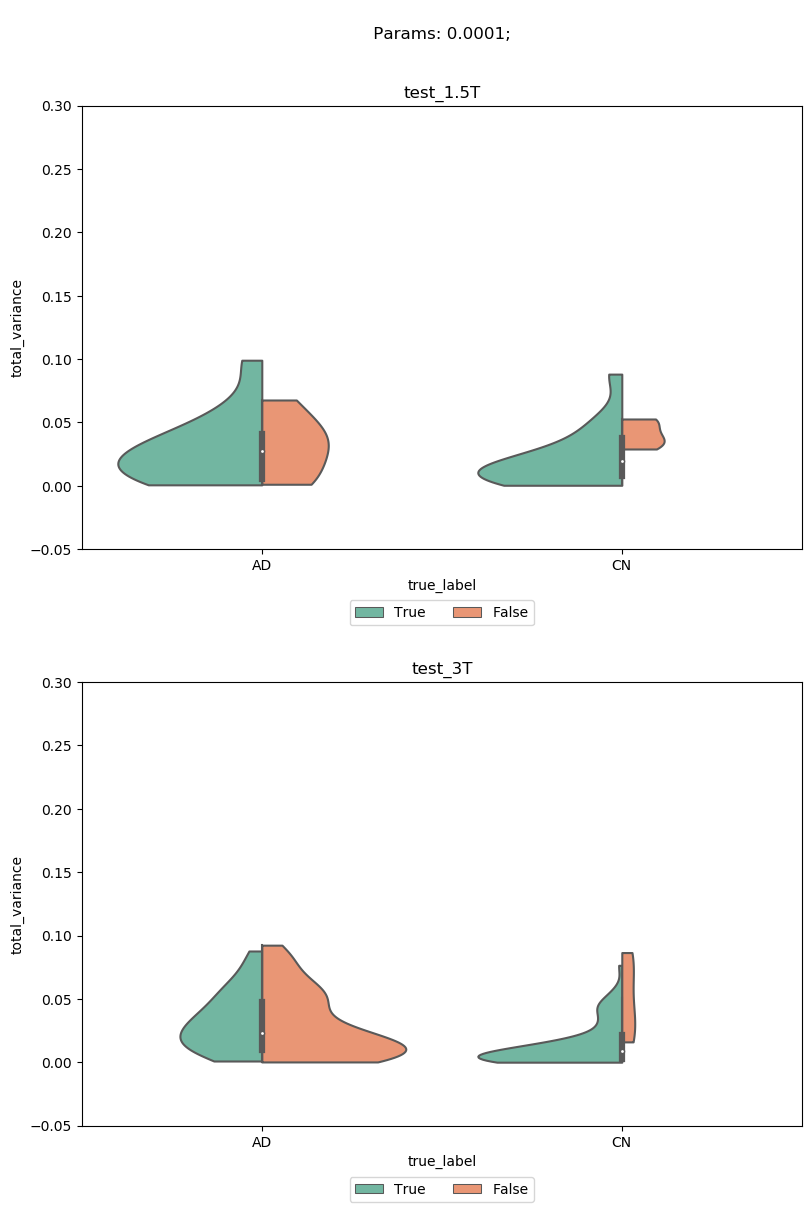 Params: 0.0001;
test_1.5T
0.30
0.25
0.20
0.15
0.10
0.05
0.00
−0.05
total_variance
AD CN
true_label
True False
test_3T
0.30
0.25
0.20
0.15
0.10
0.05
0.00
−0.05
total_variance
AD CN
true_label
True False